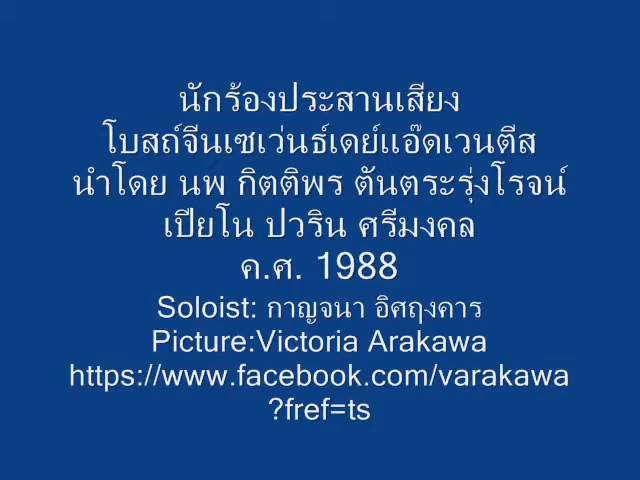 นักร้องประสานเสียง
โบสถ์จีนเซเว่นธ์เดย์แอ๊ดเวนตีส
นำโดย นพ กิตติพร ตันตระรุ่งโรจน์
เปียโน ปวริน ศรีมงคล
ค.ศ. 1988
Soloist: กาญจนา อิศฤงคาร
Picture:Victoria Arakawa
https://www.facebook.com/varakawa
?fref=ts